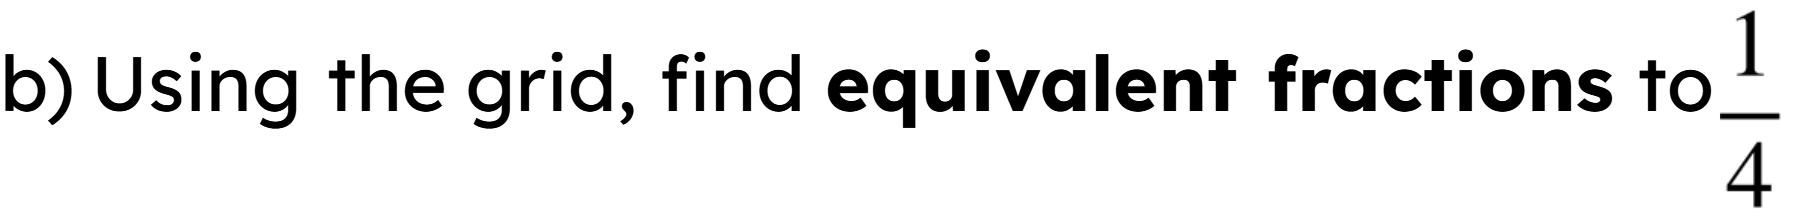 b) Using the grid, find equivalent fractions to 1/4